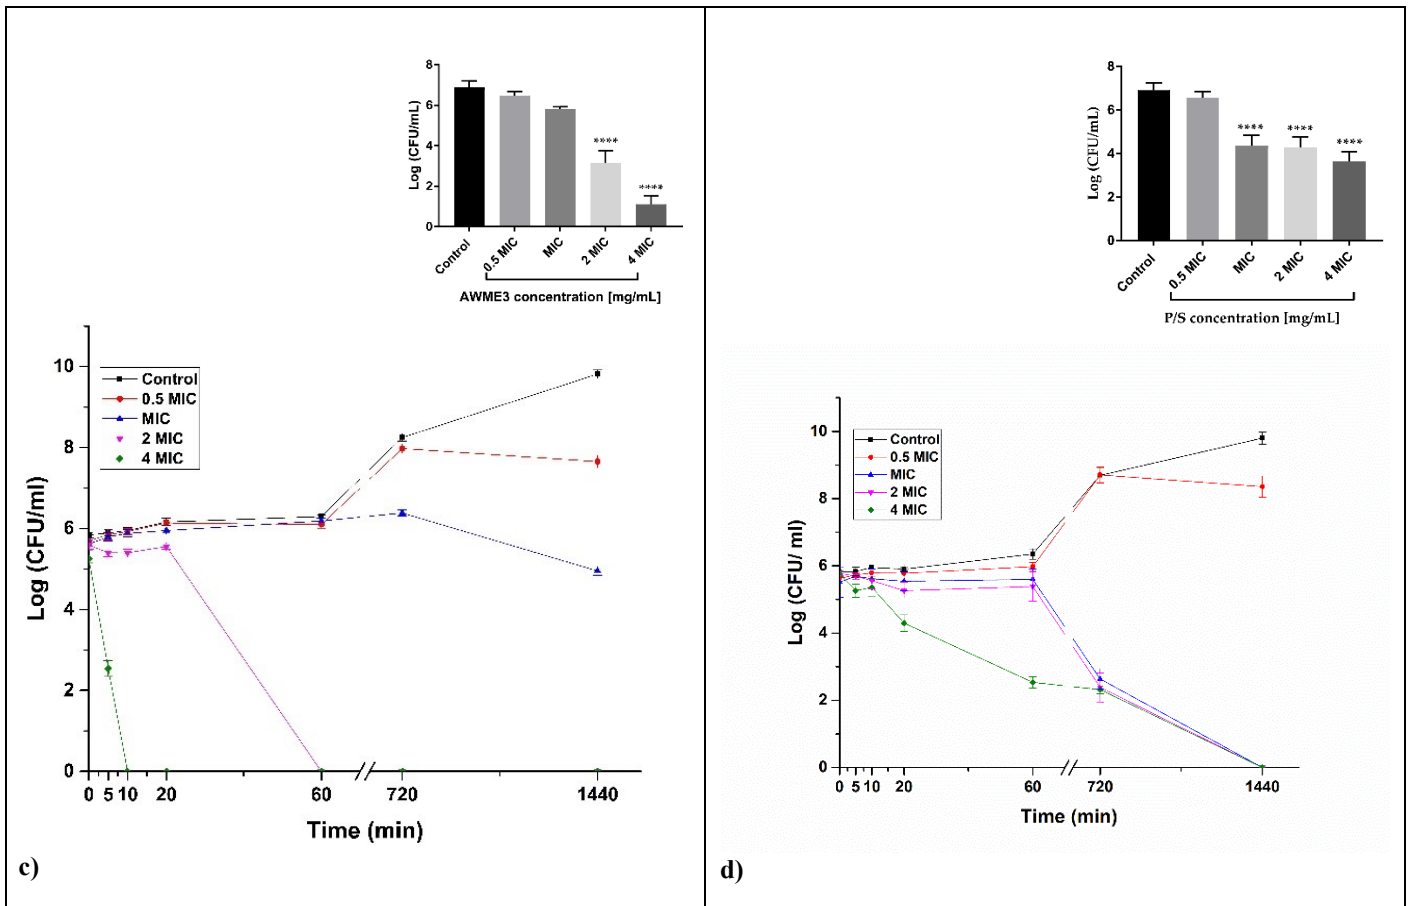 8
6
4
2
0
Log (CFU/mL)
****
****
Control
0.5 MIC
MIC
2 MIC
4 MIC
AWME3 concentration [mg/mL]
10
8
6
4
2
0
Log (CFU/ml)
Control
0.5 MIC
MIC
2 MIC
4 MIC
0 5 10 20 60 720 1440
Time (min)
c)
8
6
4
2
0
Log (CFU/mL)
****
****
****
Control
0.5 MIC
MIC
2 MIC
4 MIC
P/S concentration [mg/mL]
10
8
6
4
2
0
Log (CFU/ ml)
Control
0.5 MIC
MIC
2 MIC
4 MIC
0 5 10 20 60 720 1440
Time (min)
d)